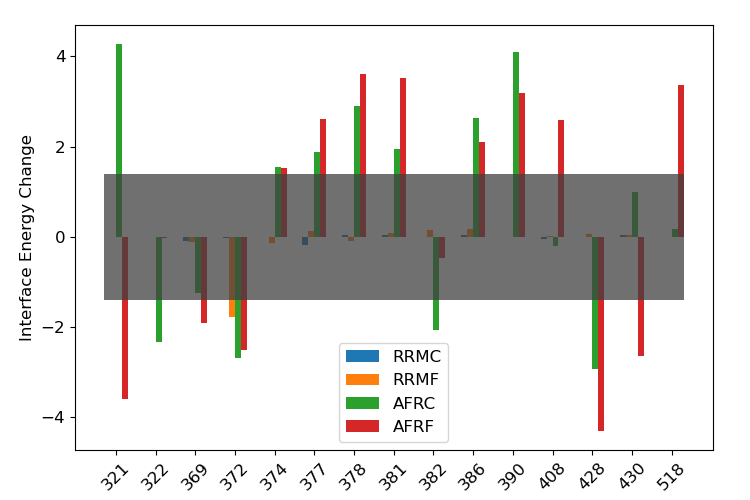 Interface Energy Change
4
2
0
−2
−4
RRMC
RRMF
AFRC
AFRF
321 322 369 372 374 377 378 381 382 386 390 408 428 430 518